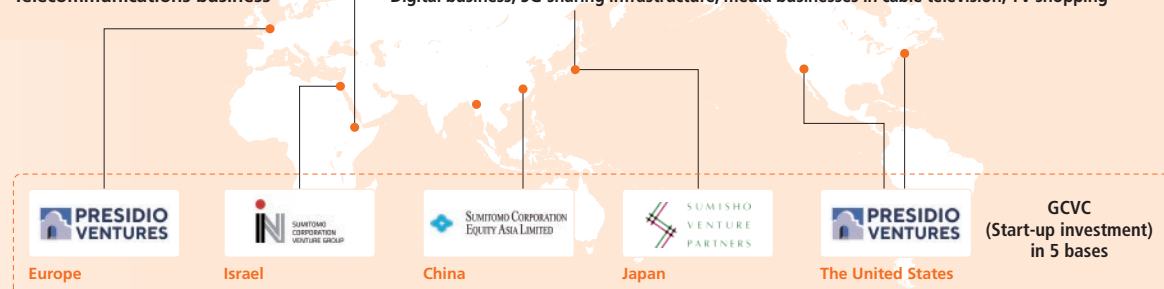 Telecommunications business
Digital business, 5G sharing infrastructure, media businesses in cable television, TV shopping
PRESIDIO
VENTURES
IN SUMITOMO
CORPORATION
VENTURE GROUP
SUMITOMO CORPORATION
EQUITY ASIA LIMITED
SUMISHO
VENTURE
PARTNERS
PRESIDIO
VENTURES
GCVC
(Start-up investment)
in 5 bases
Europe
Israel
China
Japan
The United States